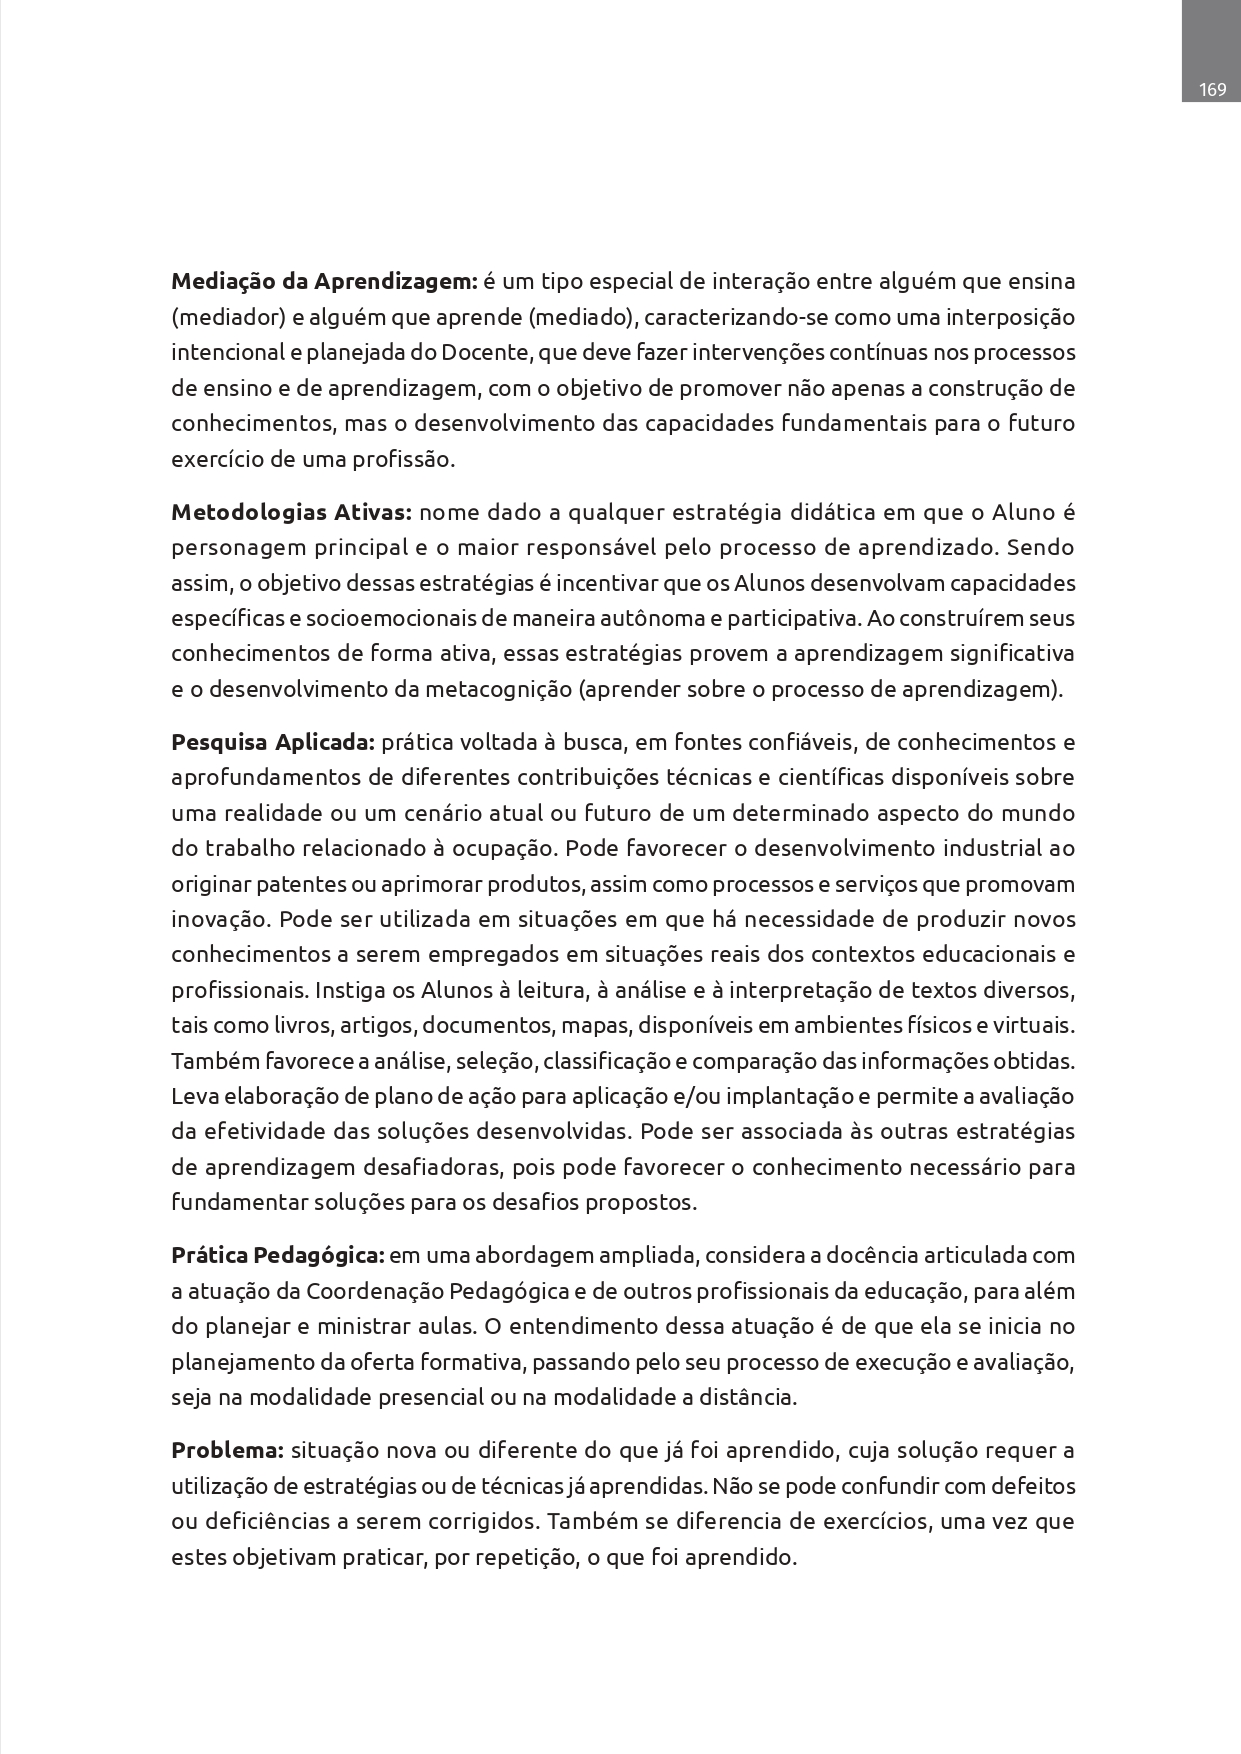 169
Mediação da Aprendizagem: é um tipo especial de interação entre alguém que ensina
(mediador) e alguém que aprende (mediado), caracterizando-se como uma interposição
intencional e planejada do Docente, que deve fazer intervenções contínuas nos processos
de ensino e de aprendizagem, com o objetivo de promover não apenas a construção de
conhecimentos, mas o desenvolvimento das capacidades fundamentais para o futuro
exercício de uma profissão.
Metodologias Ativas: nome dado a qualquer estratégia didática em que o Aluno é
personagem principal e o maior responsável pelo processo de aprendizado. Sendo
assim, o objetivo dessas estratégias é incentivar que os Alunos desenvolvam capacidades
específicas e socioemocionais de maneira autônoma e participativa. Ao construírem seus
conhecimentos de forma ativa, essas estratégias provem a aprendizagem significativa
e o desenvolvimento da metacognição (aprender sobre o processo de aprendizagem).
Pesquisa Aplicada: prática voltada à busca, em fontes confiáveis, de conhecimentos e
aprofundamentos de diferentes contribuições técnicas e científicas disponíveis sobre
uma realidade ou um cenário atual ou futuro de um determinado aspecto do mundo
do trabalho relacionado à ocupação. Pode favorecer o desenvolvimento industrial ao
originar patentes ou aprimorar produtos, assim como processos e serviços que promovam
inovação. Pode ser utilizada em situações em que há necessidade de produzir novos
conhecimentos a serem empregados em situações reais dos contextos educacionais e
profissionais. Instiga os Alunos à leitura, à análise e à interpretação de textos diversos,
tais como livros, artigos, documentos, mapas, disponíveis em ambientes físicos e virtuais.
Também favorece a análise, seleção, classificação e comparação das informações obtidas.
Leva elaboração de plano de ação para aplicação e/ou implantação e permite a avaliação
da efetividade das soluções desenvolvidas. Pode ser associada às outras estratégias
de aprendizagem desafiadoras, pois pode favorecer o conhecimento necessário para
fundamentar soluções para os desafios propostos.
Prática Pedagógica: em uma abordagem ampliada, considera a docência articulada com
a atuação da Coordenação Pedagógica e de outros profissionais da educação, para além
do planejar e ministrar aulas. O entendimento dessa atuação é de que ela se inicia no
planejamento da oferta formativa, passando pelo seu processo de execução e avaliação,
seja na modalidade presencial ou na modalidade a distância.
Problema: situação nova ou diferente do que já foi aprendido, cuja solução requer a
utilização de estratégias ou de técnicas já aprendidas. Não se pode confundir com defeitos
ou deficiências a serem corrigidos. Também se diferencia de exercícios, uma vez que
estes objetivam praticar, por repetição, o que foi aprendido.